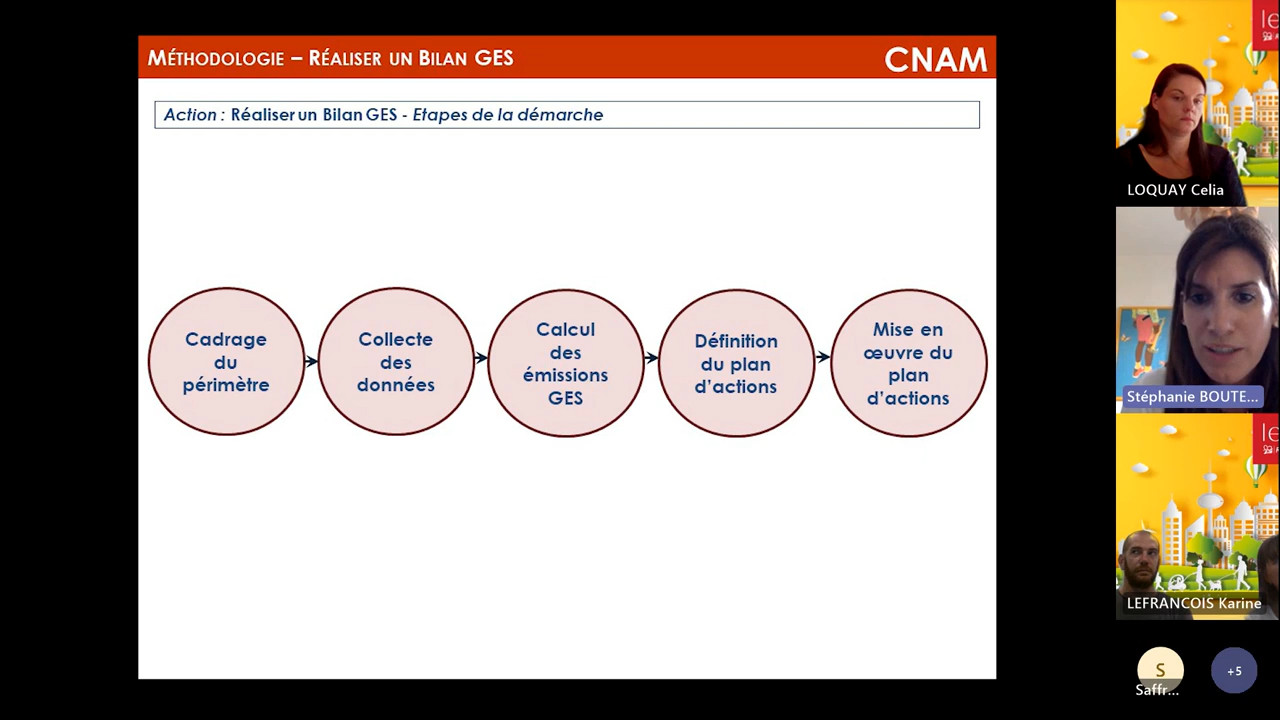 MÉTHODOLOGIE – RÉALISER UN BILAN GES
CNAM
Action : Réaliser un Bilan GES - Etapes de la démarche
Cadrage
du
périmètre
Collecte
des
données
Calcul
des
émissions
GES
Définition
du plan
d’actions
Mise en
œuvre du
plan
d’actions
le
LOQUAY Celia
Stéphanie BOUTE...
le
LEFRANCOIS Karine
S
Saffr...
+5